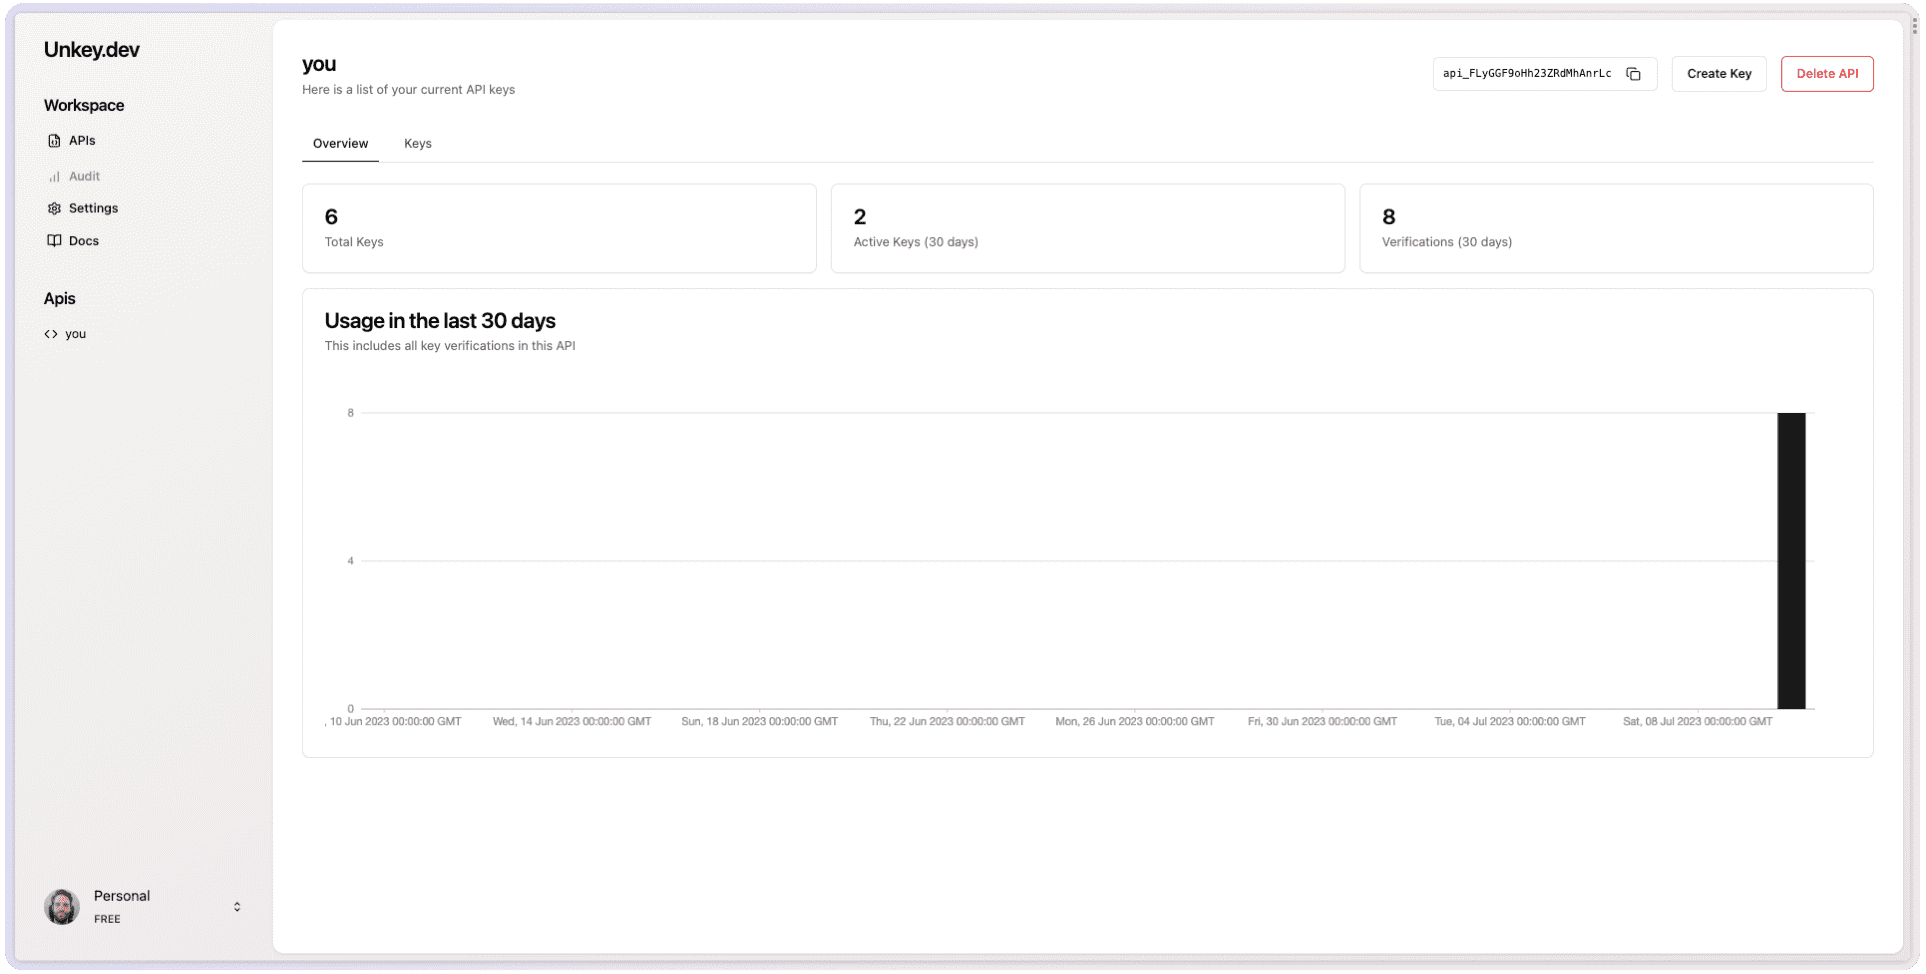 Unkey.dev
Workspace
APIs
Audit
Settings
Docs
Apis
you
Personal
FREE
you
Here is a list of your current API keys
api_FLyGGF9oHh23ZRdMhAnrLc
Create Key
Delete API
Overview
Keys
6
Total Keys
2
Active Keys (30 days)
8
Verifications (30 days)
Usage in the last 30 days
This includes all key verifications in this API
8
4
0
, 10 Jun 2023 00:00:00 GMT
Wed, 14 Jun 2023 00:00:00 GMT
Sun, 18 Jun 2023 00:00:00 GMT
Thu, 22 Jun 2023 00:00:00 GMT
Mon, 26 Jun 2023 00:00:00 GMT
Fri, 30 Jun 2023 00:00:00 GMT
Tue, 04 Jul 2023 00:00:00 GMT
Sat, 08 Jul 2023 00:00:00 GMT